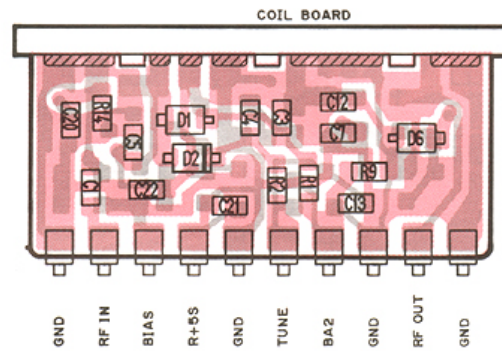 COIL BOARD
C20 R14 D1 C4 C3 C12
C5 C7 D6
D2
C1 C22 R2 R1 R9
C21 C13
GND RF IN BIAS R+5S GND TUNE BA2 GND RF OUT GND